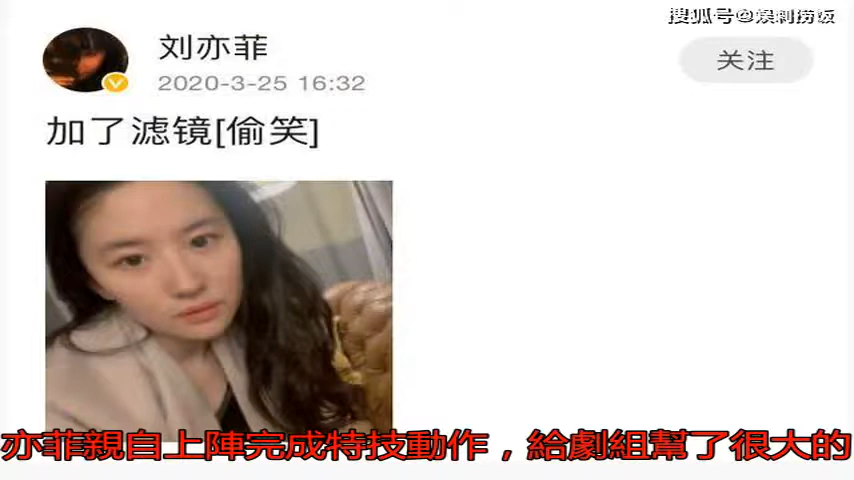 搜狐号@娱刺捞饭
刘亦菲
2020-3-25 16:32
关注
加了滤镜[偷笑]
亦菲親自上陣完成特技動作，給劇組幫了很大的